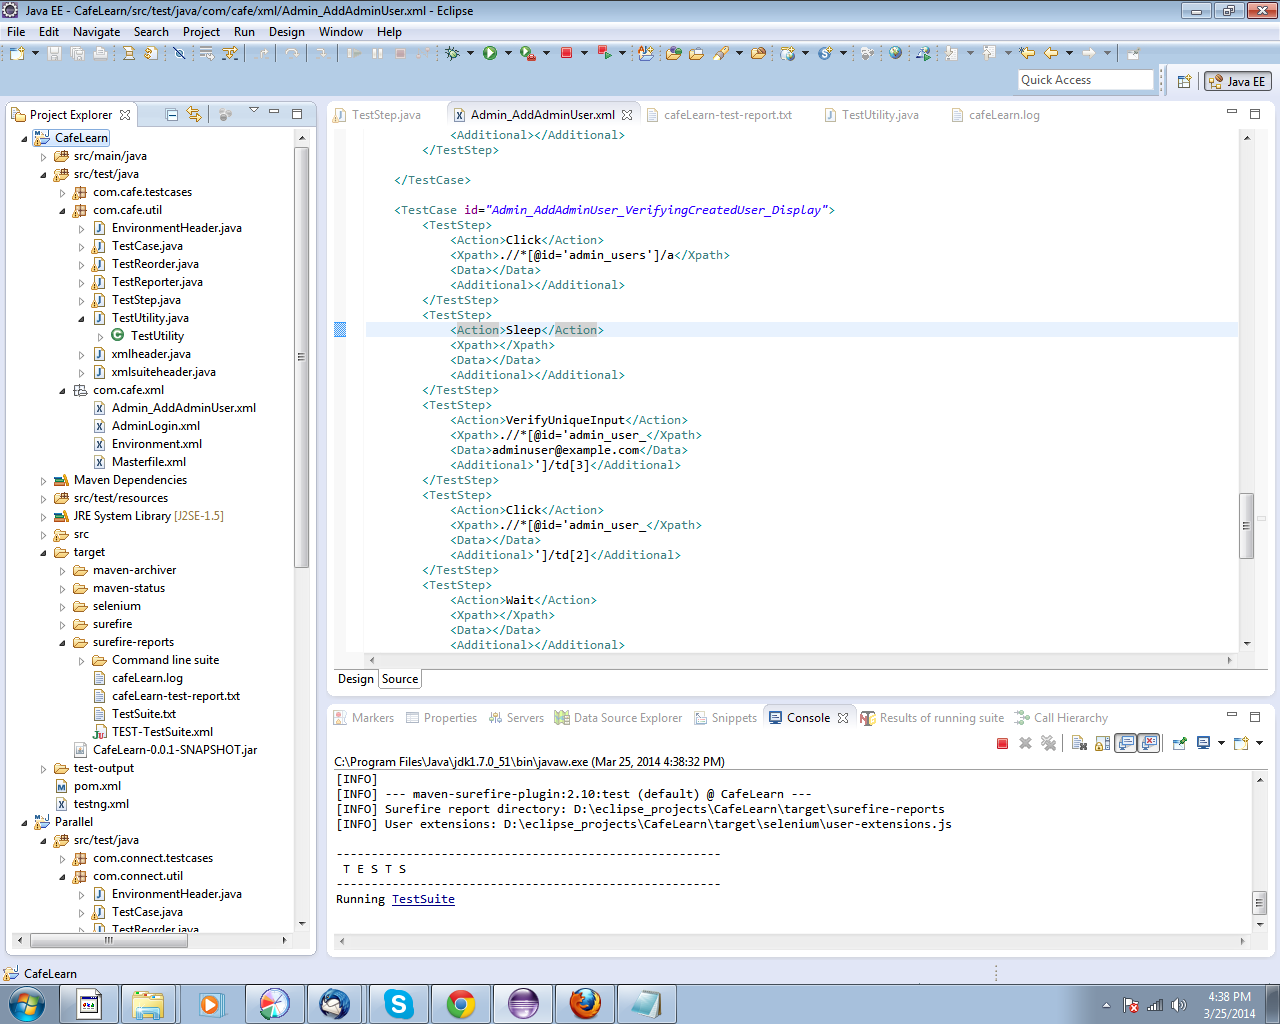 Java EE - CafeLearn/src/test/java/com/cafe/xml/Admin_AddAdminUser.xml - Eclipse
File Edit Navigate Search Project Run Design Window Help
Quick Access
Java EE
Project Explorer
CafeLearn
src/main/java
src/test/java
com.cafe.testcases
com.cafe.util
EnvironmentHeader.java
TestCase.java
TestReorder.java
TestReporter.java
TestStep.java
TestUtility.java
TestUtility
xmlheader.java
xmlsuiteheader.java
com.cafe.xml
Admin_AddAdminUser.xml
AdminLogin.xml
Environment.xml
Masterfile.xml
Maven Dependencies
src/test/resources
JRE System Library [J2SE-1.5]
src
target
maven-archiver
maven-status
selenium
surefire
surefire-reports
Command line suite
cafeLearn.log
cafeLearn-test-report.txt
TestSuite.txt
TEST-TestSuite.xml
CafeLearn-0.0.1-SNAPSHOT.jar
test-output
pom.xml
testng.xml
Parallel
src/test/java
com.connect.testcases
com.connect.util
EnvironmentHeader.java
TestCase.java
TestReorder.java
TestStep.java Admin_AddAdminUser.xml cafeLearn-test-report.txt TestUtility.java cafeLearn.log
<Additional></Additional>
</TestStep>
</TestCase>
<TestCase id="Admin_AddAdminUser_VerifyingCreatedUser_Display">
<TestStep>
<Action>Click</Action>
<Xpath>.//*[@id='admin_users']/a</Xpath>
<Data></Data>
<Additional></Additional>
</TestStep>
<TestStep>
<Action>Sleep</Action>
<Xpath></Xpath>
<Data></Data>
<Additional></Additional>
</TestStep>
<TestStep>
<Action>VerifyUniqueInput</Action>
<Xpath>.//*[@id='admin_user_</Xpath>
<Data>adminuser@example.com</Data>
<Additional>']/td[3]</Additional>
</TestStep>
<TestStep>
<Action>Click</Action>
<Xpath>.//*[@id='admin_user_</Xpath>
<Data></Data>
<Additional>']/td[2]</Additional>
</TestStep>
<TestStep>
<Action>Wait</Action>
<Xpath></Xpath>
<Data></Data>
<Additional></Additional>
Design Source
Markers Properties Servers Data Source Explorer Snippets Console Results of running suite Call Hierarchy
C:\Program Files\Java\jdk1.7.0_51\bin\javaw.exe (Mar 25, 2014 4:38:32 PM)
[INFO]
[INFO] --- maven-surefire-plugin:2.10:test (default) @ CafeLearn ---
[INFO] Surefire report directory: D:\eclipse_projects\CafeLearn\target\surefire-reports
[INFO] User extensions: D:\eclipse_projects\CafeLearn\target\selenium\user-extensions.js
-------------------------------------------------------
T E S T S
-------------------------------------------------------
Running TestSuite
CafeLearn
4:38 PM
3/25/2014